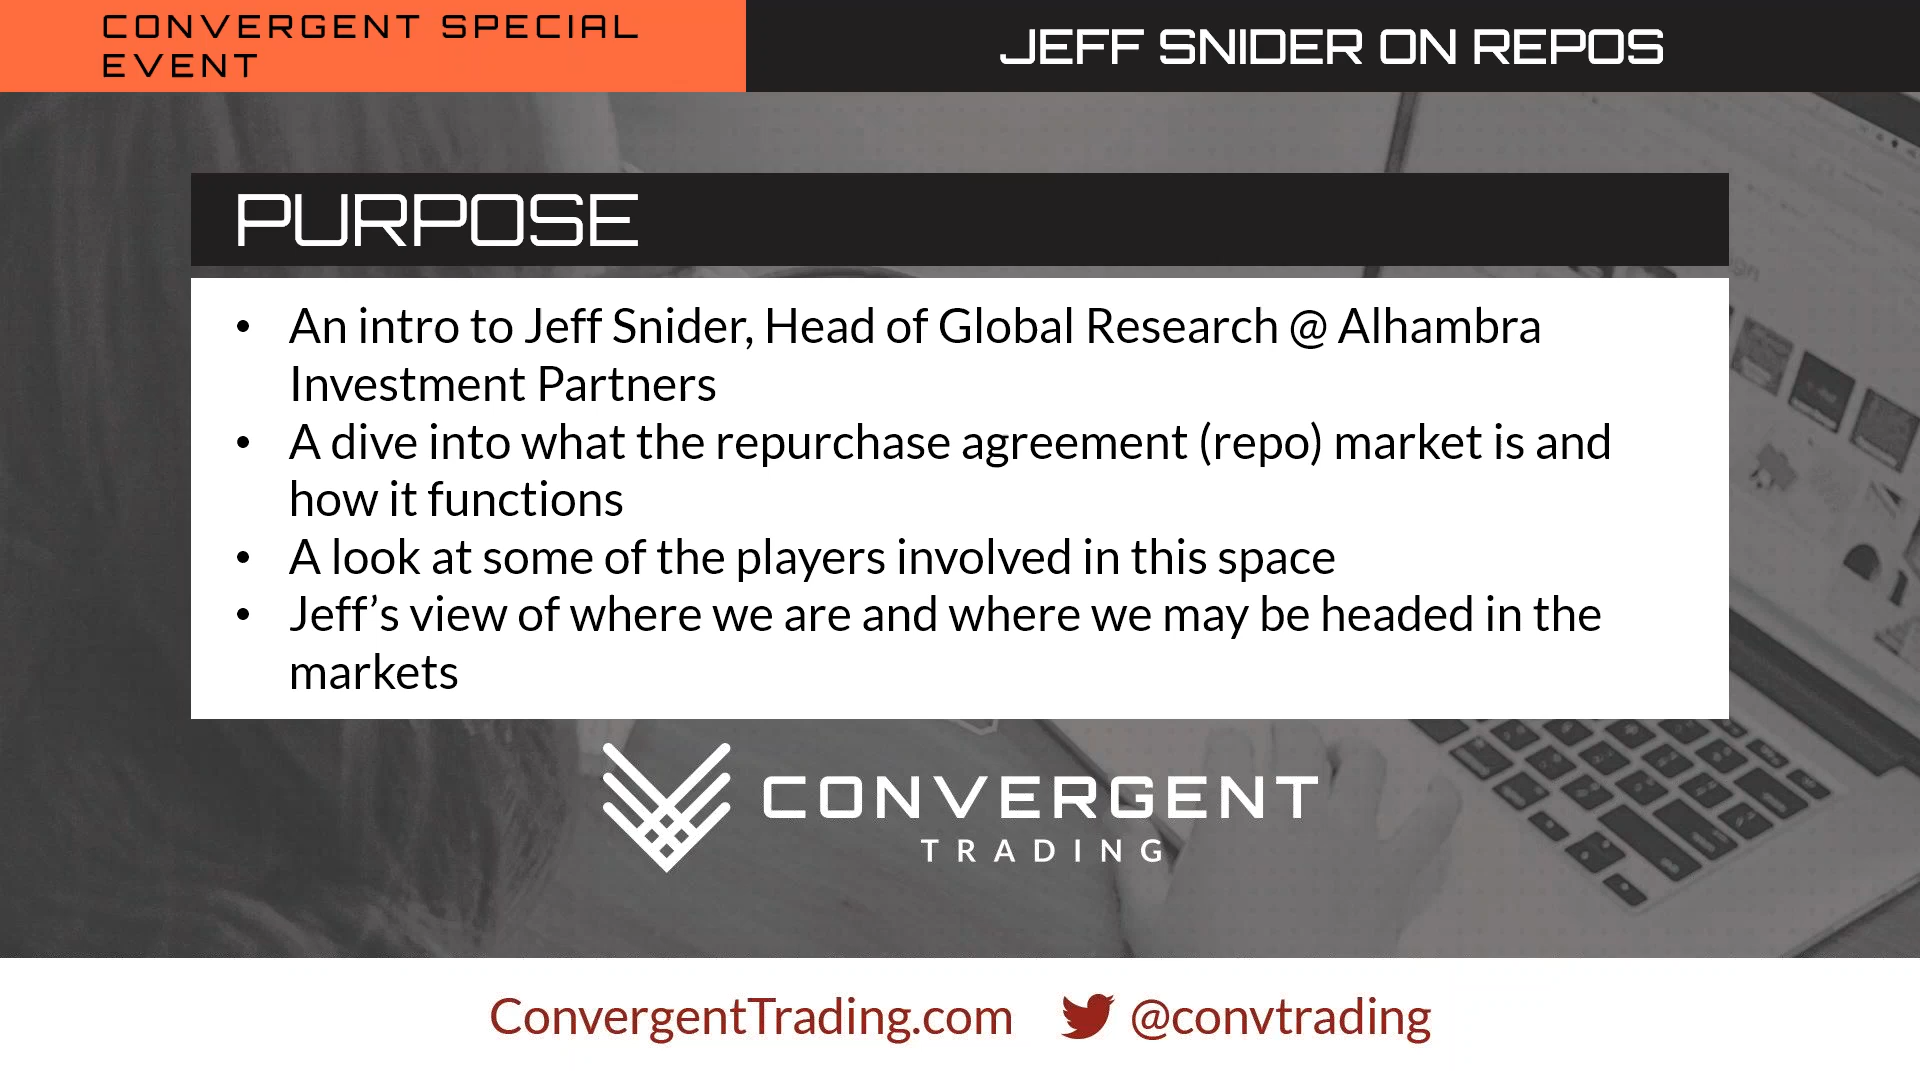 CONVERGENT SPECIAL
EVENT
JEFF SNIDER ON REPOS
PURPOSE
• An intro to Jeff Snider, Head of Global Research @ Alhambra
Investment Partners
• A dive into what the repurchase agreement (repo) market is and
how it functions
• A look at some of the players involved in this space
• Jeff’s view of where we are and where we may be headed in the
markets
CONVERGENT
TRADING
ConvergentTrading.com @convtrading